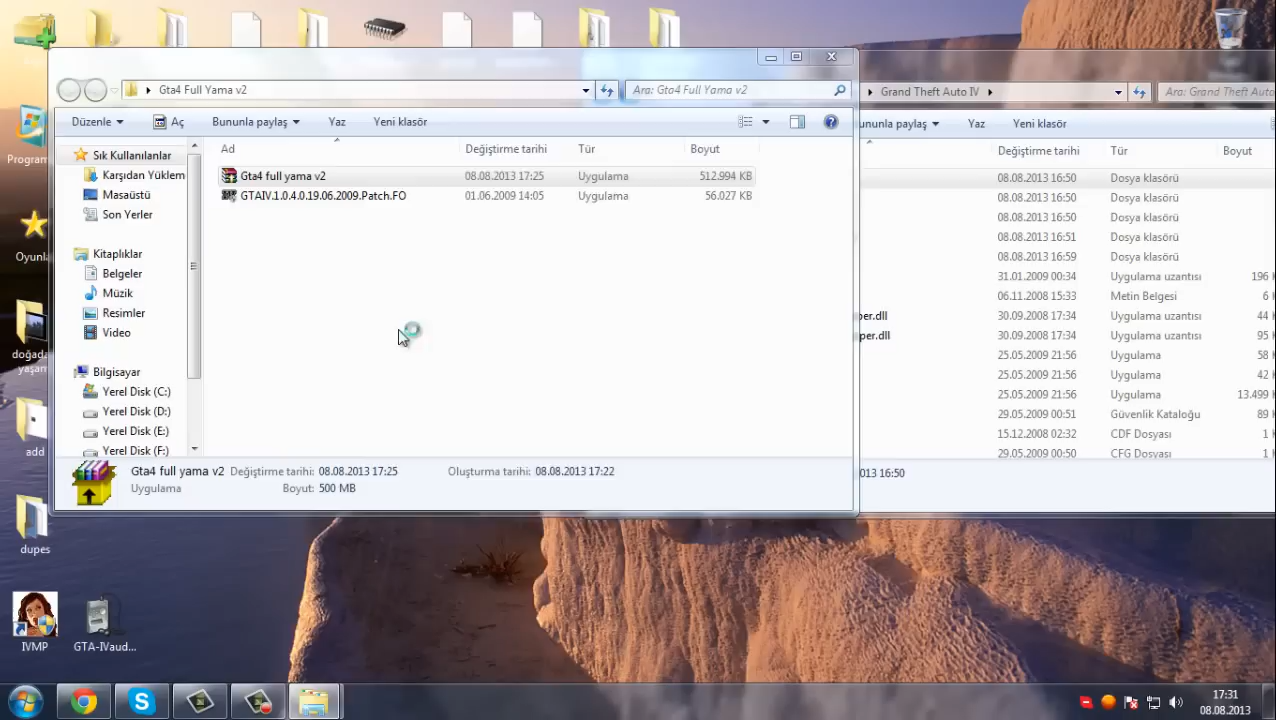 Gta4 Full Yama v2
Ara: Gta4 Full Yama v2
Düzenle
Aç
Bununla paylaş
Yaz
Yeni klasör
Sık Kullanılanlar
Karşıdan Yüklem
Masaüstü
Son Yerler
Kitaplıklar
Belgeler
Müzik
Resimler
Video
Bilgisayar
Yerel Disk (C:)
Yerel Disk (D:)
Yerel Disk (E:)
Yerel Disk (F:)
Ad Değiştirme tarihi Tür Boyut
Gta4 full yama v2 08.08.2013 17:25 Uygulama 512.994 KB
GTAIV.1.0.4.0.19.06.2009.Patch.FO 01.06.2009 14:05 Uygulama 56.027 KB
Gta4 full yama v2 Değiştirme tarihi: 08.08.2013 17:25 Oluşturma tarihi: 08.08.2013 17:22
Uygulama Boyut: 500 MB
Grand Theft Auto IV
Ara: Grand Theft Auto
ununla paylaş
Yaz
Yeni klasör
Değiştirme tarihi Tür Boyut
08.08.2013 16:50 Dosya klasörü
08.08.2013 16:50 Dosya klasörü
08.08.2013 16:50 Dosya klasörü
08.08.2013 16:51 Dosya klasörü
08.08.2013 16:59 Dosya klasörü
31.01.2009 00:34 Uygulama uzantısı 196 K
06.11.2008 15:33 Metin Belgesi 6 K
per.dll 30.09.2008 17:34 Uygulama uzantısı 44 K
per.dll 30.09.2008 17:34 Uygulama uzantısı 95 K
25.05.2009 21:56 Uygulama 58 K
25.05.2009 21:56 Uygulama 42 K
25.05.2009 21:56 Uygulama 13.499 K
29.05.2009 00:51 Güvenlik Kataloğu 89 K
15.12.2008 02:32 CDF Dosyası 1 K
29.05.2009 00:50 CFG Dosyası 1 K
013 16:50
Program
Oyunla
doğada
yaşam
add
dupes
IVMP
GTA-IVaud...
17:31
08.08.2013